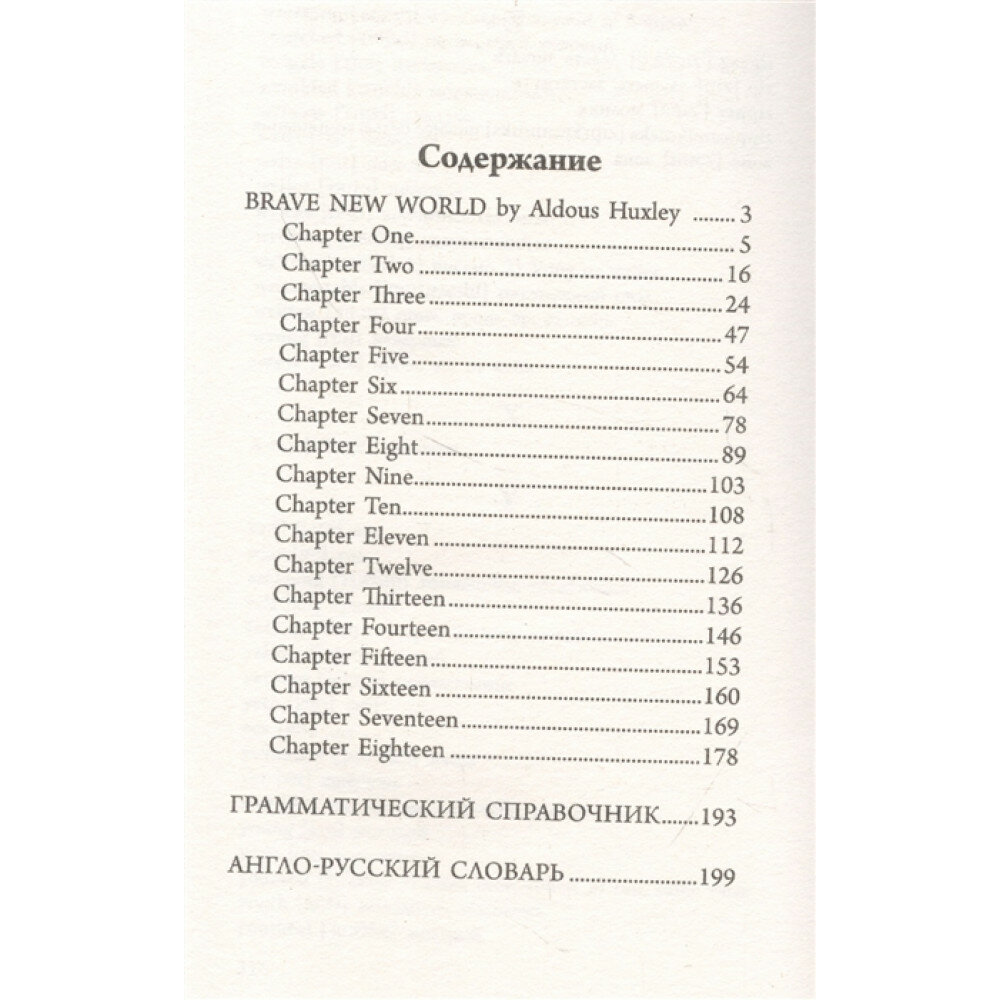 Содержание
BRAVE NEW WORLD by Aldous Huxley ........ 3
Chapter One.................................................. 5
Chapter Two .................................................. 16
Chapter Three.................................................. 24
Chapter Four.................................................. 47
Chapter Five.................................................. 54
Chapter Six.................................................. 64
Chapter Seven.................................................. 78
Chapter Eight.................................................. 89
Chapter Nine.................................................. 103
Chapter Ten.................................................. 108
Chapter Eleven .................................................. 112
Chapter Twelve.................................................. 126
Chapter Thirteen.................................................. 136
Chapter Fourteen.................................................. 146
Chapter Fifteen.................................................. 153
Chapter Sixteen .................................................. 160
Chapter Seventeen.................................................. 169
Chapter Eighteen .................................................. 178
ГРАММАТИЧЕСКИЙ СПРАВОЧНИК.......193
АНГЛО-РУССКИЙ СЛОВАРЬ ........................199